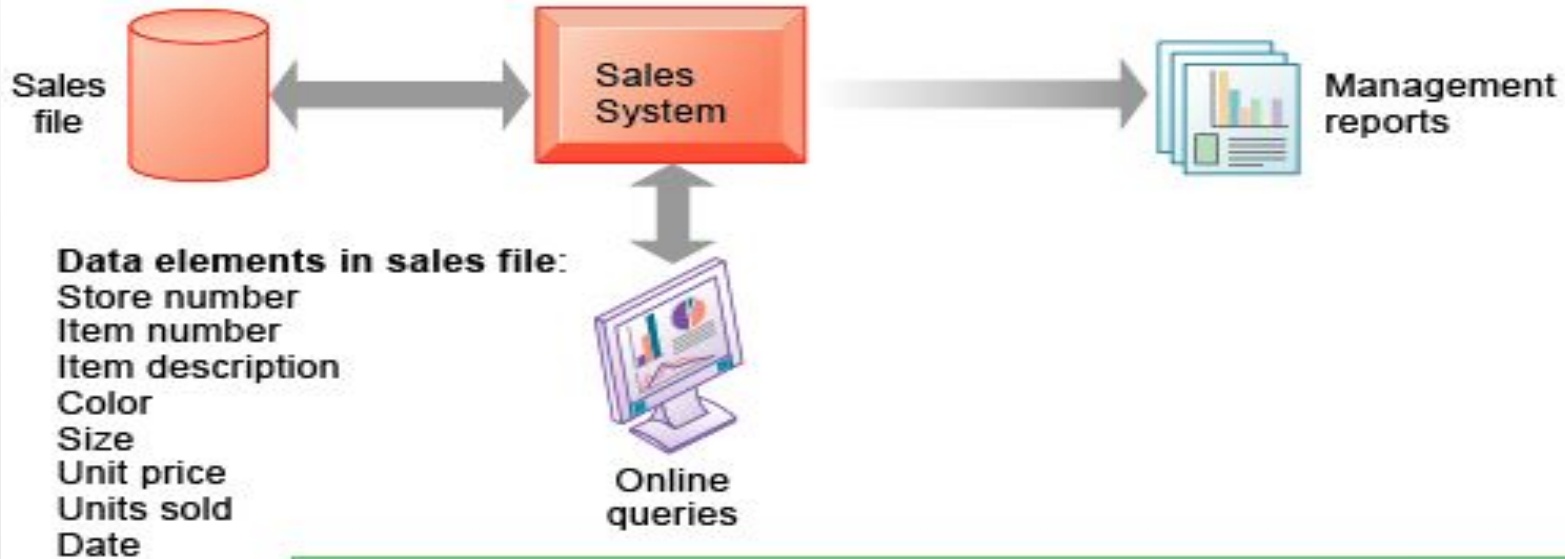 Sales
file
Sales
System
Management
reports
Data elements in sales file:
Store number
Item number
Item description
Color
Size
Unit price
Units sold
Date
Online
queries